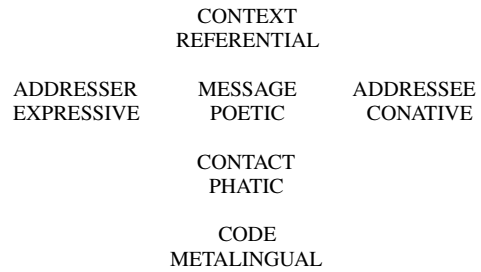 CONTEXT
REFERENTIAL
ADDRESSER MESSAGE ADDRESSEE
EXPRESSIVE POETIC CONATIVE
CONTACT
PHATIC
CODE
METALINGUAL